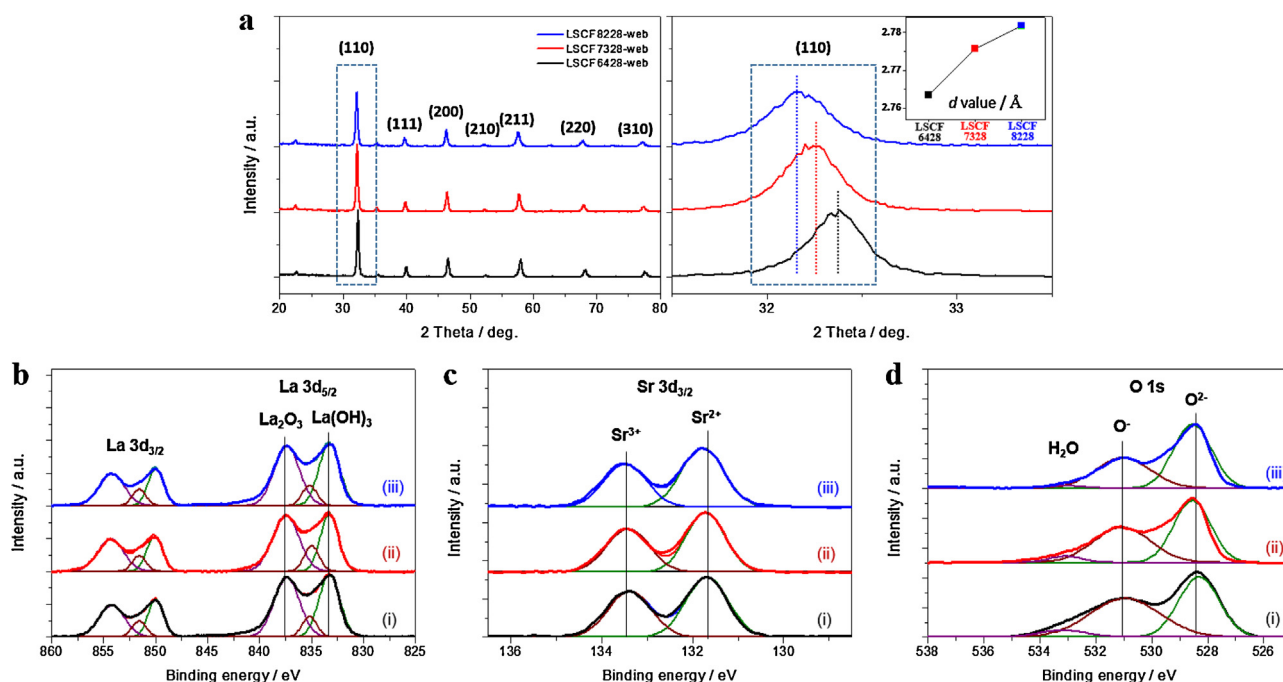 a
Intensity / a.u.
(110)
(111)
(200)
(210)
(211)
(220)
(310)
LSCF8228-web
LSCF7328-web
LSCF6428-web
20 30 40 50 60 70 80
2 Theta / deg.
(110)
2.78
2.77
2.76
d value / Å
LSCF LSCF LSCF
6428 7328 8228
32 33
2 Theta / deg.
b
Intensity / a.u.
La 3d5/2
La2O3
La(OH)3
La 3d3/2
(iii)
(ii)
(i)
860 855 850 845 840 835 830 825
Binding energy / eV
c
Intensity / a.u.
Sr 3d3/2
Sr3+
Sr2+
(iii)
(ii)
(i)
136 134 132 130
Binding energy / eV
d
Intensity / a.u.
O 1s
O2-
O-
H2O
(iii)
(ii)
(i)
538 536 534 532 530 528 526
Binding energy / eV